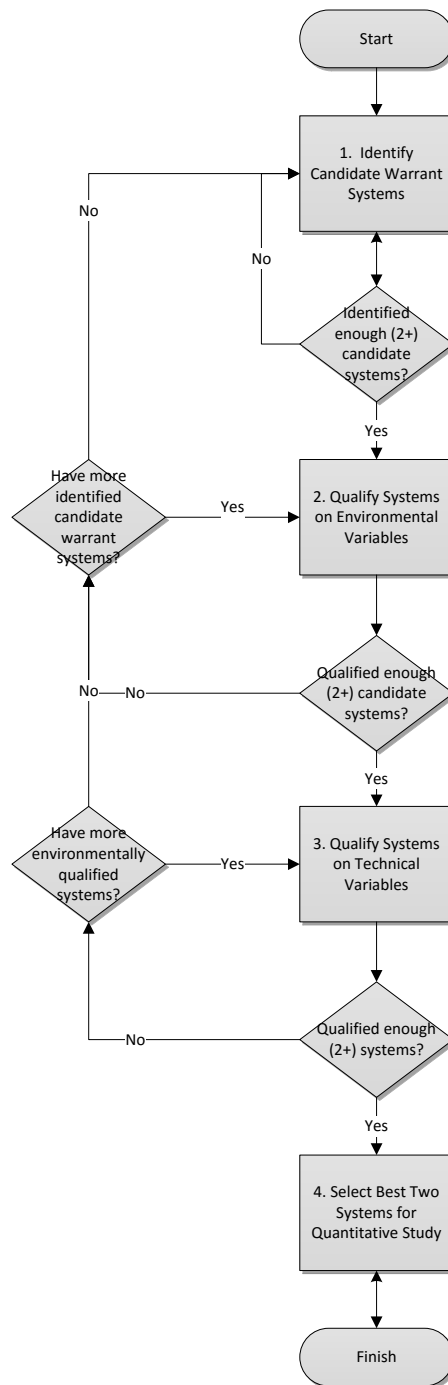 Start
1. Identify
Candidate Warrant
Systems
No
No
Identified
enough (2+)
candidate
systems?
Yes
Have more
identified
candidate
warrant
systems?
Yes
2. Qualify Systems
on Environmental
Variables
Qualified enough
(2+) candidate
systems?
No
No
Yes
Have more
environmentally
qualified
systems?
Yes
3. Qualify Systems
on Technical
Variables
Qualified enough
(2+) systems?
No
Yes
4. Select Best Two
Systems for
Quantitative Study
Finish